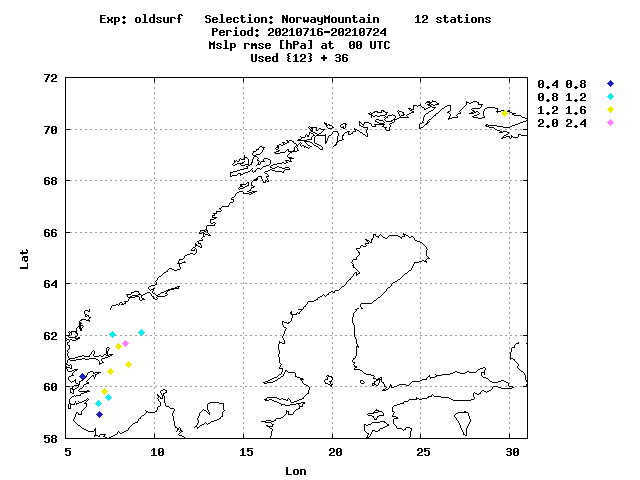 Exp: oldsurf   Selection: NorwayMountain     12 stations
Period: 20210716-20210724
Mslp rmse [hPa] at  00 UTC
Used {12} + 36
72
70
68
66
64
62
60
58
Lat
5 10 15 20 25 30
Lon
0.4 0.8
0.8 1.2
1.2 1.6
2.0 2.4